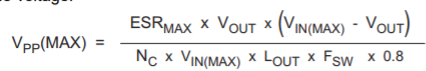 V_PP(MAX) = ESR_MAX x V_OUT x (V_IN(MAX) - V_OUT) / N_C x V_IN(MAX) x L_OUT x F_SW x 0.8